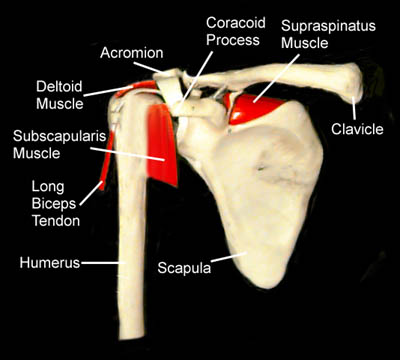 Coracoid
Process
Supraspinatus
Muscle
Acromion
Deltoid
Muscle
Subscapularis
Muscle
Clavicle
Long
Biceps
Tendon
Humerus
Scapula